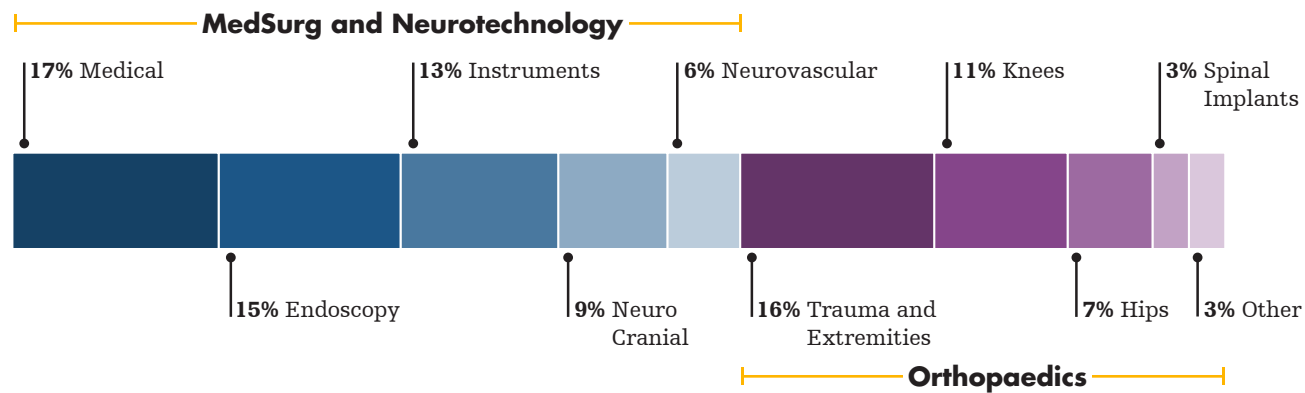 MedSurg and Neurotechnology
17% Medical
13% Instruments
6% Neurovascular
11% Knees
3% Spinal
Implants
15% Endoscopy
9% Neuro
Cranial
16% Trauma and
Extremities
7% Hips
3% Other
Orthopaedics